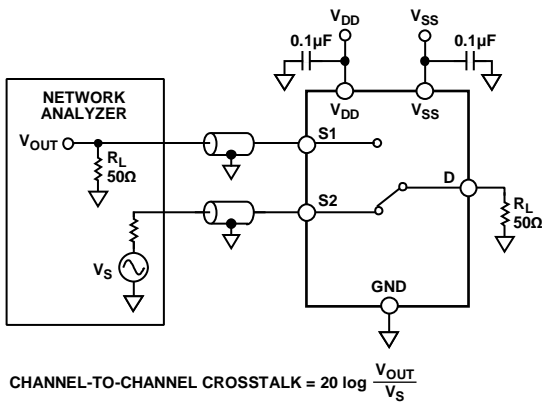 V_DD V_SS
0.1µF 0.1µF
NETWORK
ANALYZER
V_DD V_SS
V_OUT S1
R_L
50Ω
S2 D
R_L
50Ω
V_S
GND
CHANNEL-TO-CHANNEL CROSSTALK = 20 log V_OUT / V_S